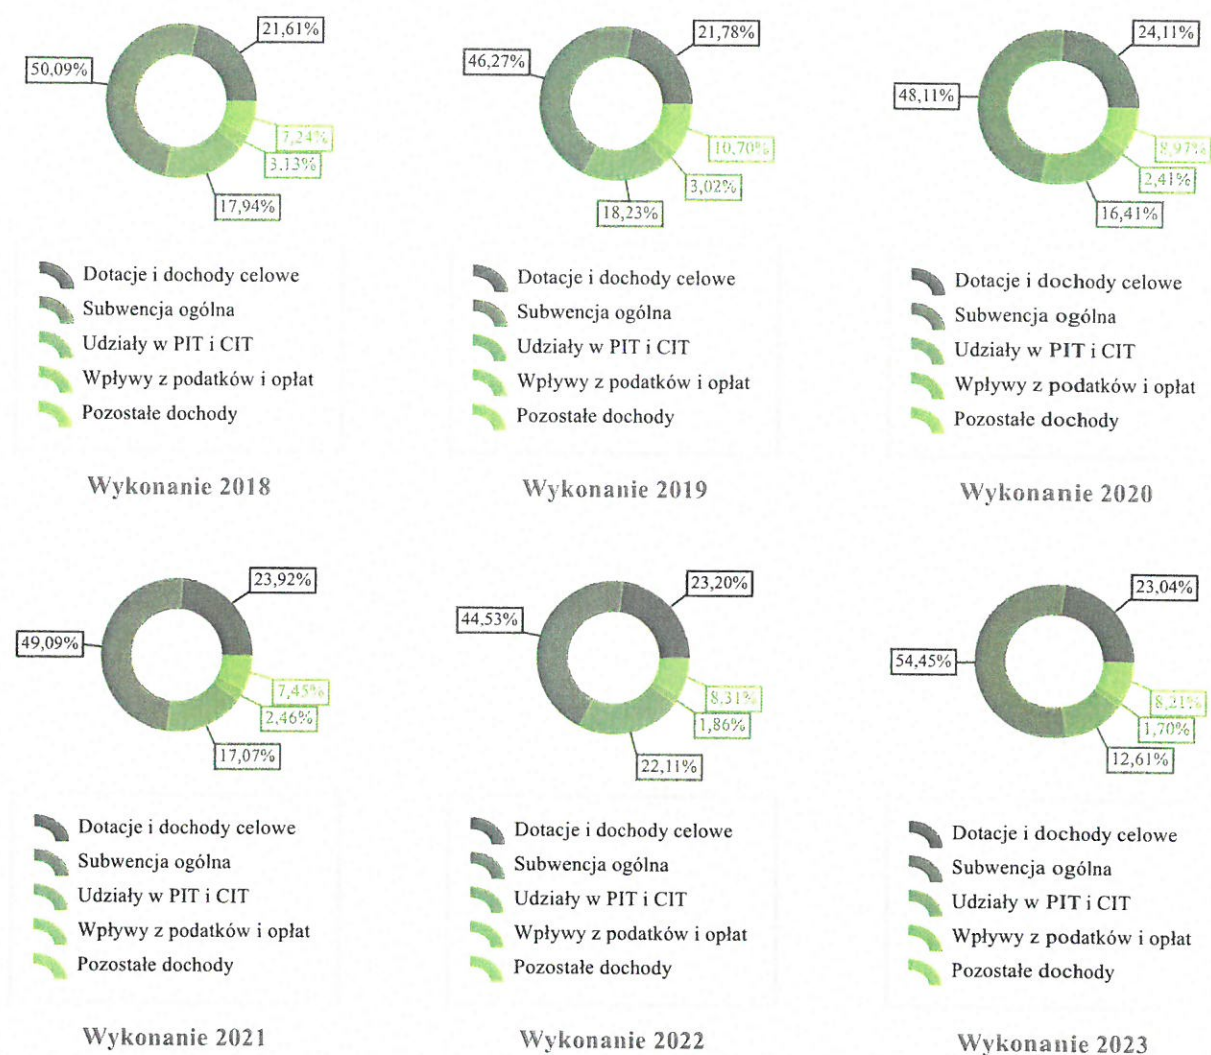 21,61%
50,09%
7,24%
3,13%
17,94%
Dotacje i dochody celowe
Subwencja ogólna
Udziały w PIT i CIT
Wpływy z podatków i opłat
Pozostałe dochody
Wykonanie 2018
21,78%
46,27%
10,70%
3,02%
18,23%
Dotacje i dochody celowe
Subwencja ogólna
Udziały w PIT i CIT
Wpływy z podatków i opłat
Pozostałe dochody
Wykonanie 2019
24,11%
48,11%
8,97%
2,41%
16,41%
Dotacje i dochody celowe
Subwencja ogólna
Udziały w PIT i CIT
Wpływy z podatków i opłat
Pozostałe dochody
Wykonanie 2020
23,92%
49,09%
7,45%
2,46%
17,07%
Dotacje i dochody celowe
Subwencja ogólna
Udziały w PIT i CIT
Wpływy z podatków i opłat
Pozostałe dochody
Wykonanie 2021
23,20%
44,53%
8,31%
1,86%
22,11%
Dotacje i dochody celowe
Subwencja ogólna
Udziały w PIT i CIT
Wpływy z podatków i opłat
Pozostałe dochody
Wykonanie 2022
23,04%
54,45%
8,21%
1,70%
12,61%
Dotacje i dochody celowe
Subwencja ogólna
Udziały w PIT i CIT
Wpływy z podatków i opłat
Pozostałe dochody
Wykonanie 2023